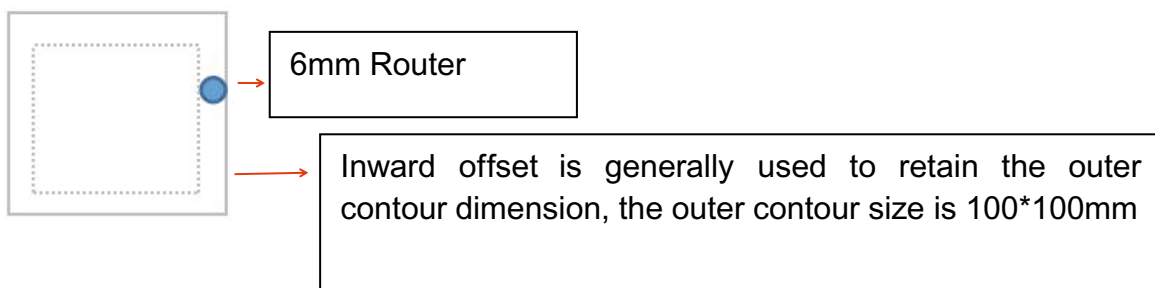 6mm Router
Inward offset is generally used to retain the outer
contour dimension, the outer contour size is 100*100mm